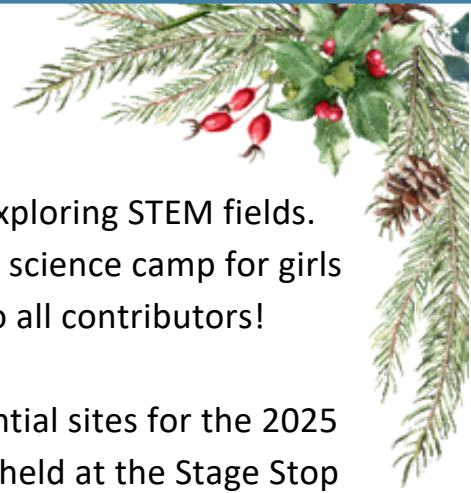 xploring STEM fields.
science camp for girls
o all contributors!
ntial sites for the 2025
held at the Stage Stop